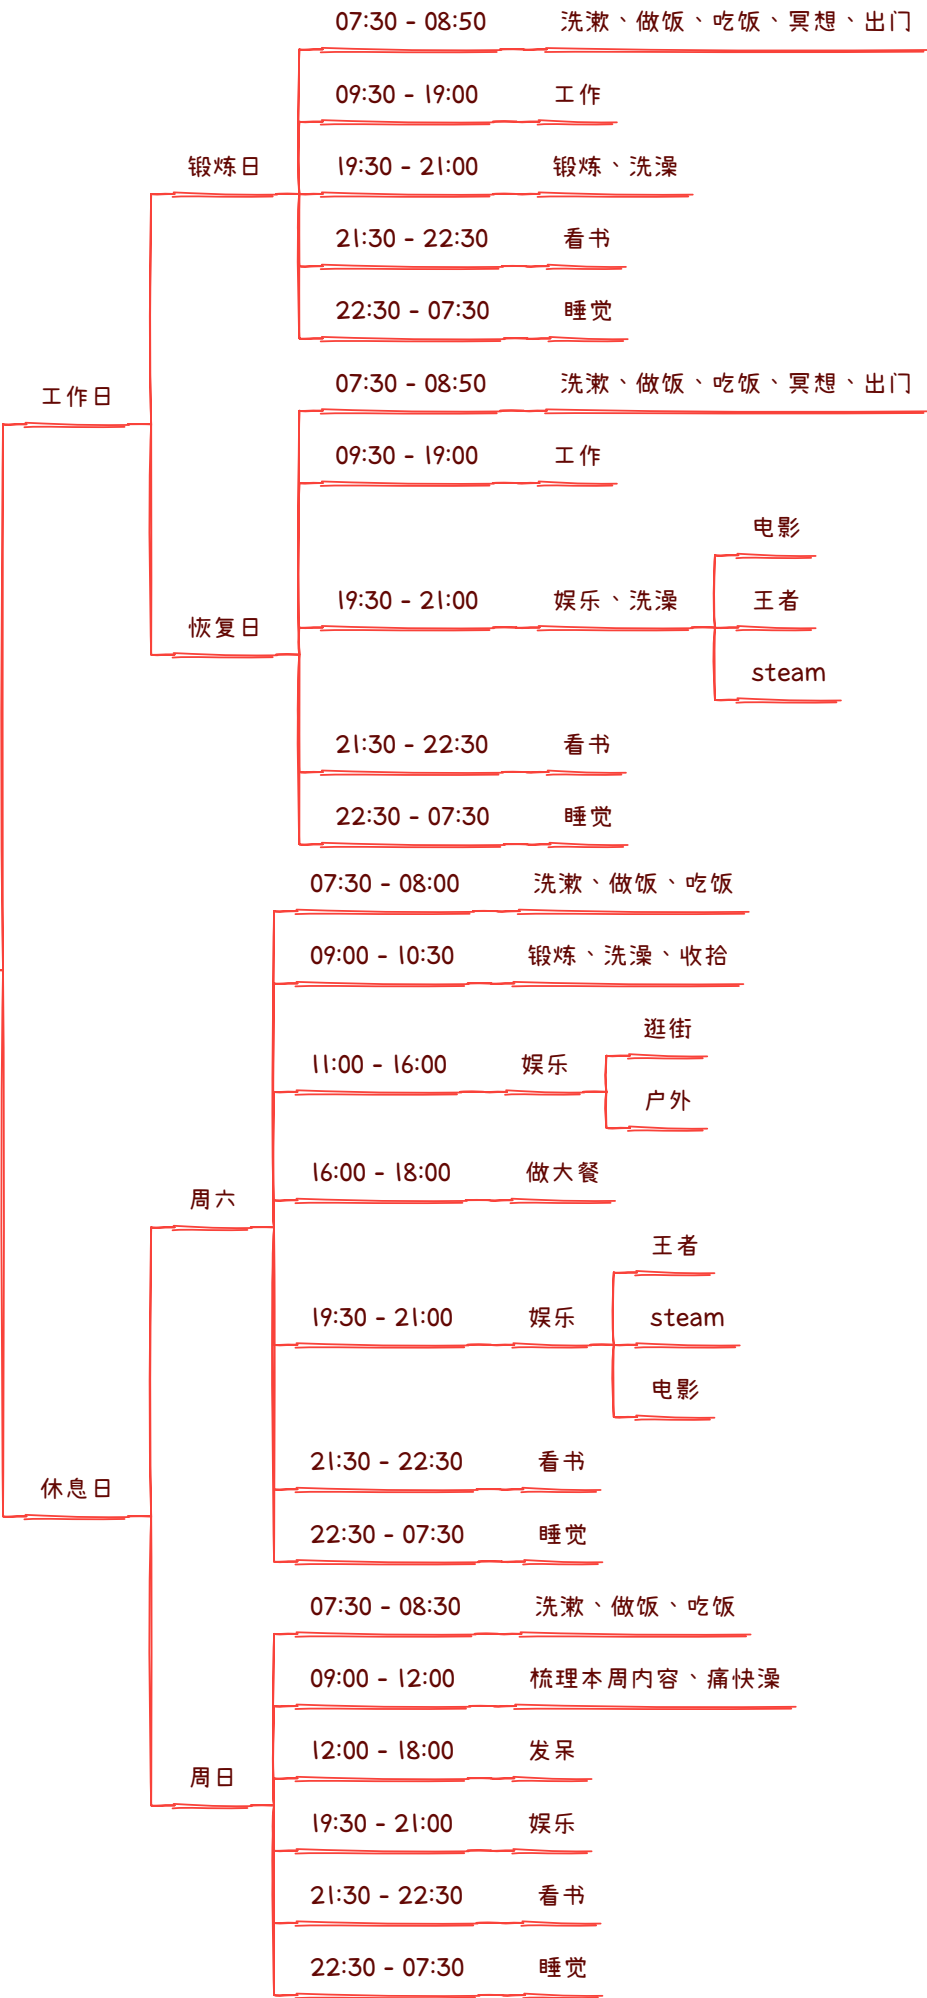 07:30 - 08:50 洗漱、做饭、吃饭、冥想、出门
09:30 - 19:00 工作
锻炼日 19:30 - 21:00 锻炼、洗澡
21:30 - 22:30 看书
22:30 - 07:30 睡觉
工作日
07:30 - 08:50 洗漱、做饭、吃饭、冥想、出门
09:30 - 19:00 工作
电影
19:30 - 21:00 娱乐、洗澡 王者
恢复日
steam
21:30 - 22:30 看书
22:30 - 07:30 睡觉
07:30 - 08:00 洗漱、做饭、吃饭
09:00 - 10:30 锻炼、洗澡、收拾
逛街
11:00 - 16:00 娱乐
户外
16:00 - 18:00 做大餐
周六
王者
19:30 - 21:00 娱乐 steam
电影
21:30 - 22:30 看书
休息日
22:30 - 07:30 睡觉
07:30 - 08:30 洗漱、做饭、吃饭
09:00 - 12:00 梳理本周内容、痛快澡
12:00 - 18:00 发呆
周日
19:30 - 21:00 娱乐
21:30 - 22:30 看书
22:30 - 07:30 睡觉